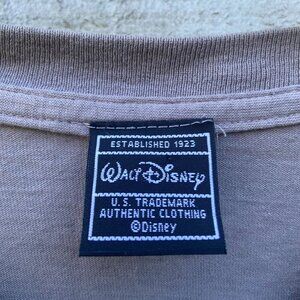 ESTABLISHED 1923
Walt Disney
U.S. TRADEMARK
AUTHENTIC CLOTHING
©Disney